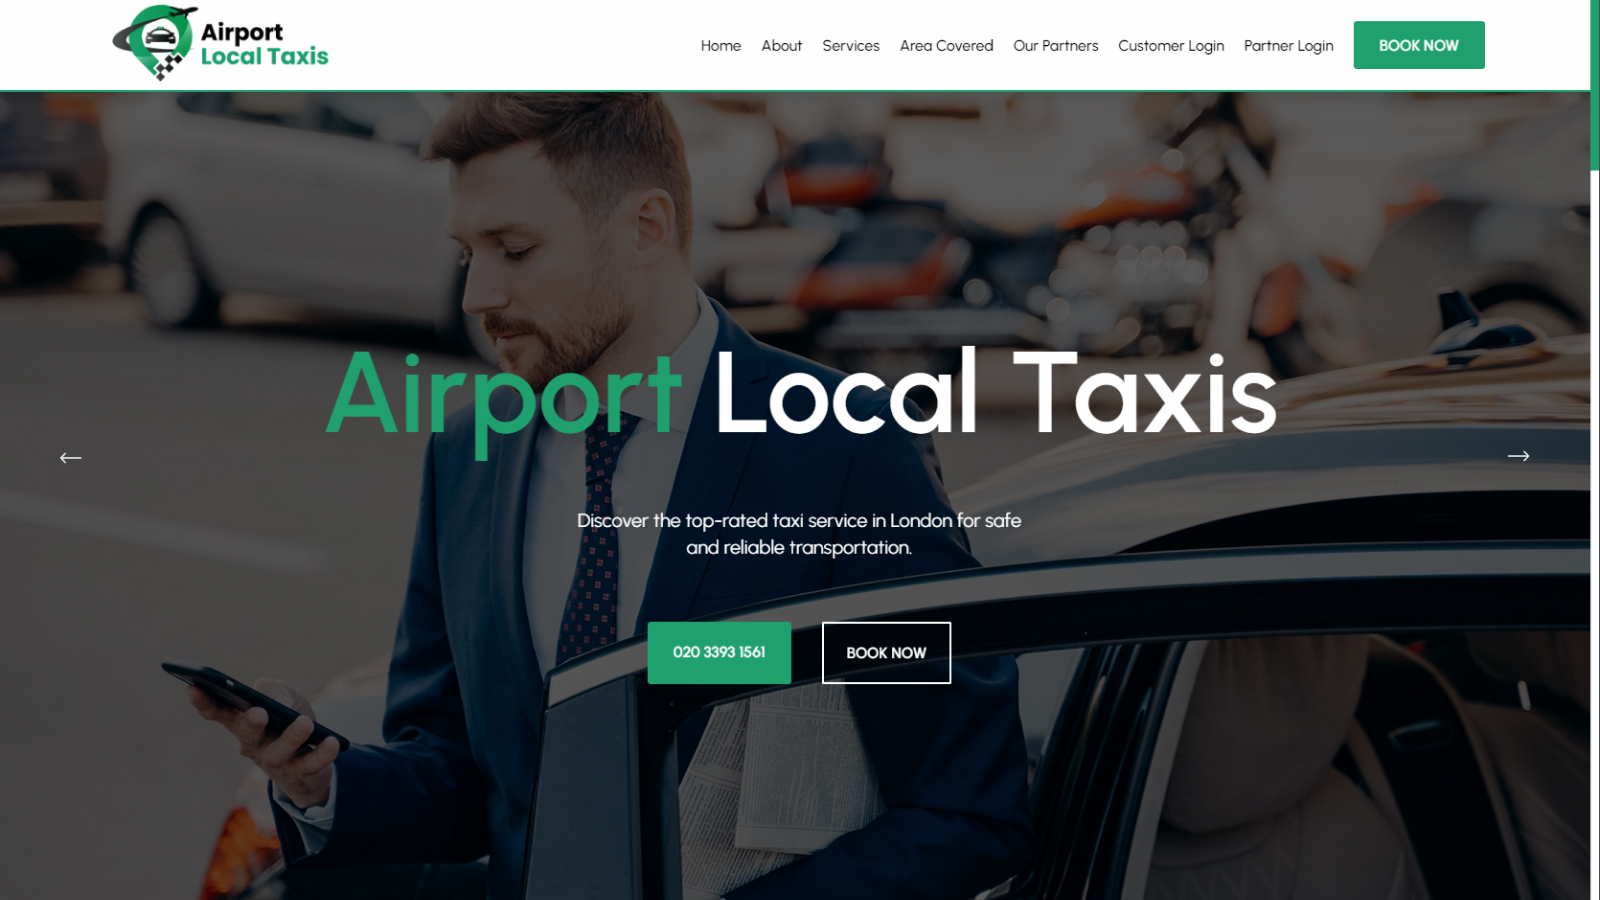 Airport
Local Taxis
Home About Services Area Covered Our Partners Customer Login Partner Login BOOK NOW
Airport Local Taxis
Discover the top-rated taxi service in London for safe
and reliable transportation.
020 3393 1561 BOOK NOW